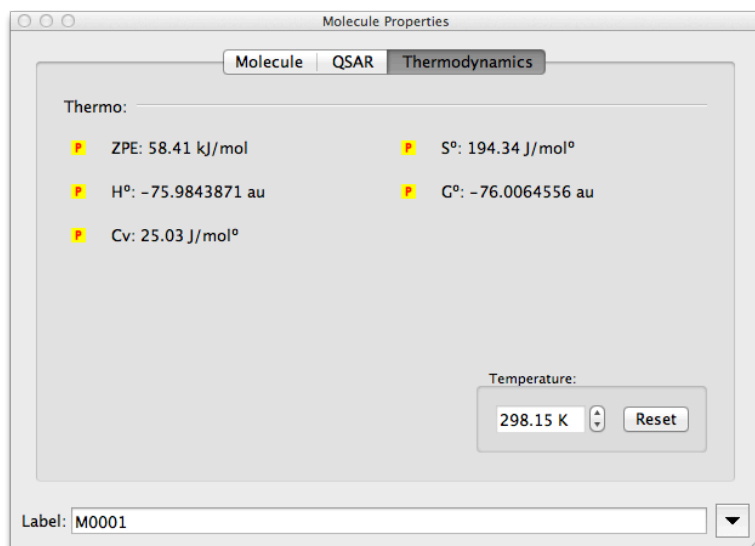 Molecule Properties
Molecule QSAR Thermodynamics
Thermo:
P ZPE: 58.41 kJ/mol P Sº: 194.34 J/molº
P Hº: -75.9843871 au P Gº: -76.0064556 au
P Cv: 25.03 J/molº
Temperature:
298.15 K Reset
Label: M0001